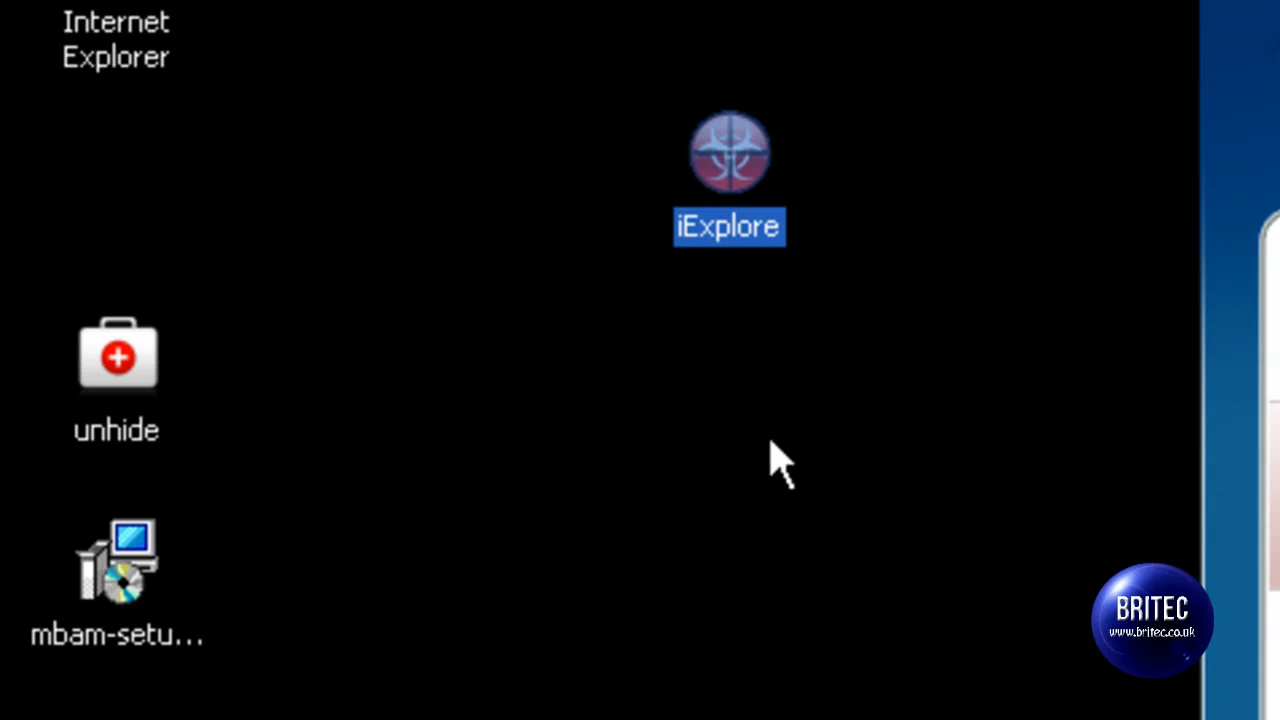 Internet
Explorer
iExplore
unhide
mbam-setu...
BRITEC
www.britec.co.uk